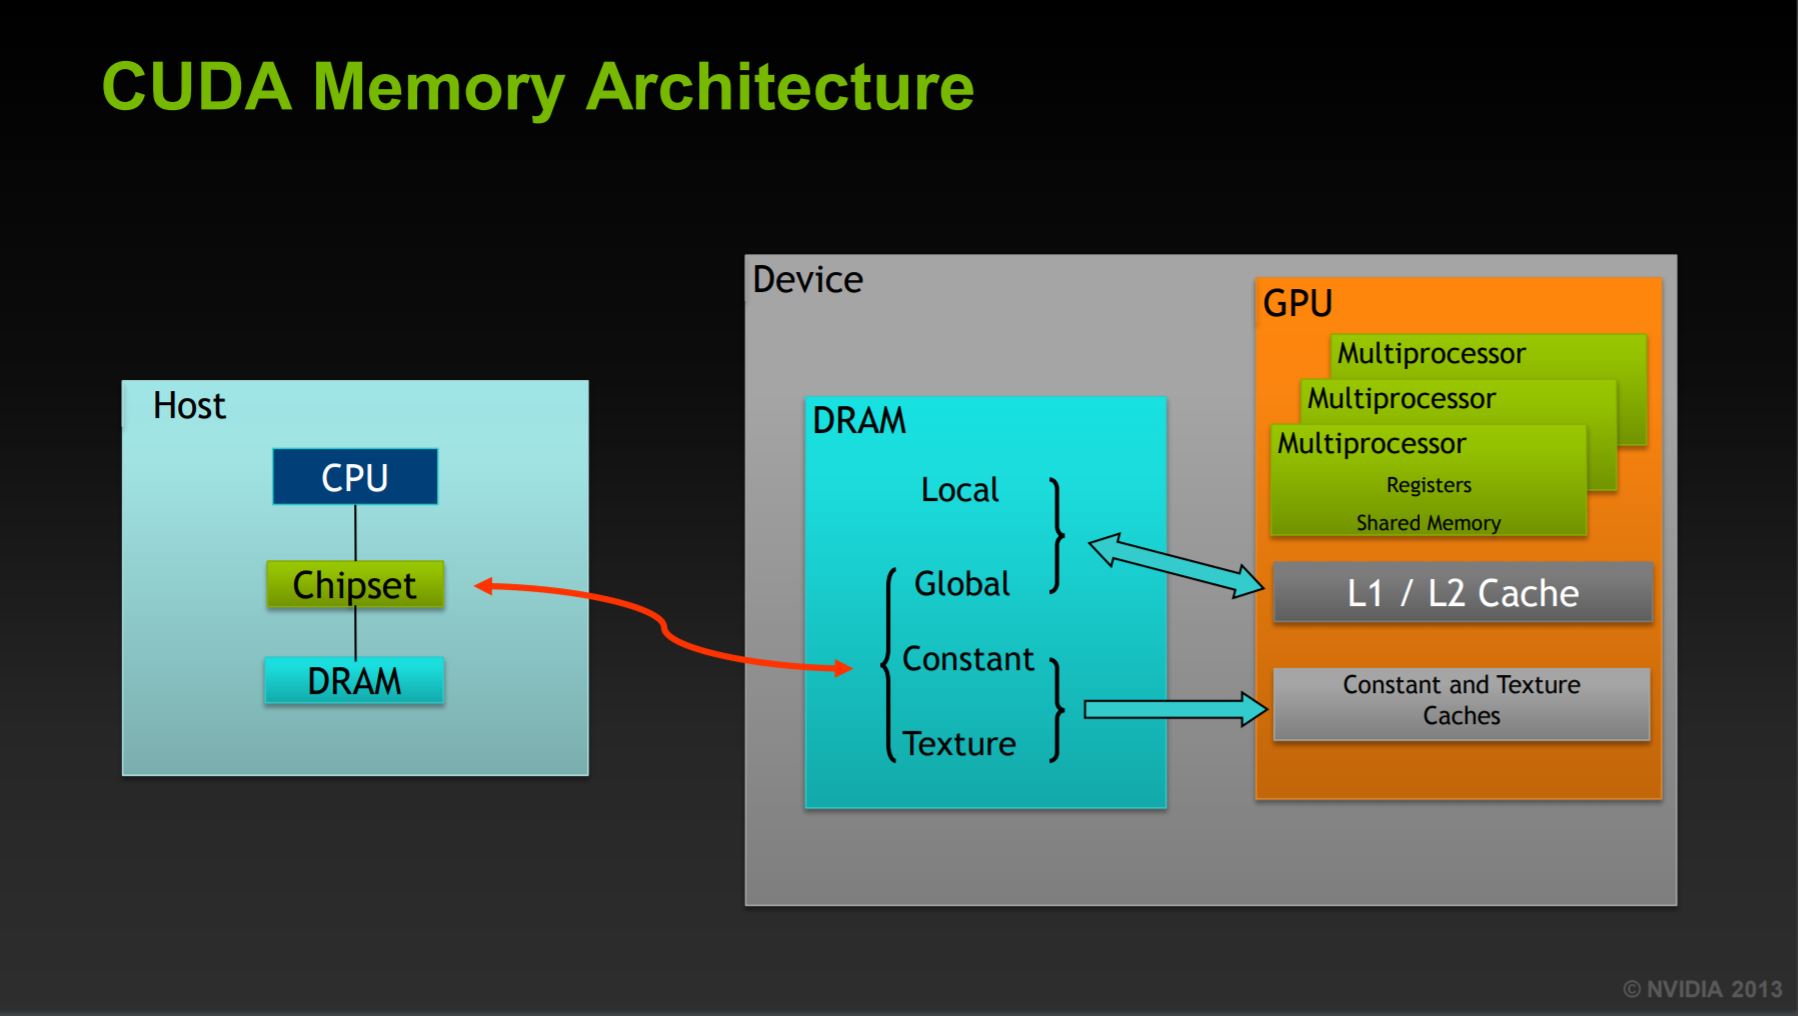 CUDA Memory Architecture
Host
CPU
Chipset
DRAM
Device
DRAM
Local
Global
Constant
Texture
GPU
Multiprocessor
Multiprocessor
Multiprocessor
Registers
Shared Memory
L1 / L2 Cache
Constant and Texture
Caches
© NVIDIA 2013